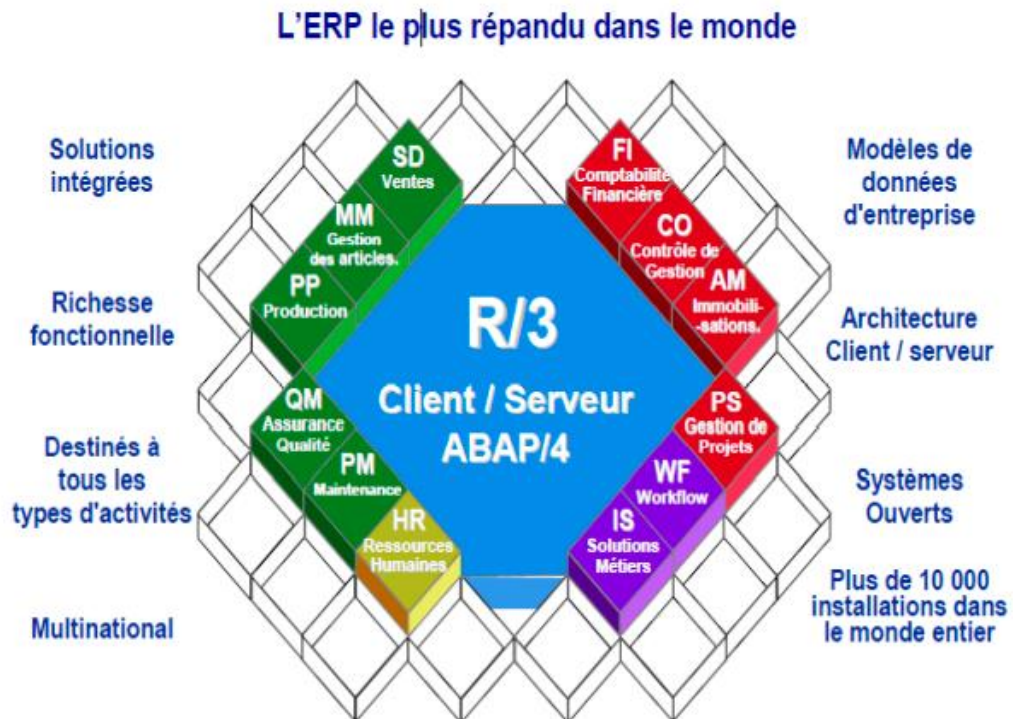 L'ERP le plus répandu dans le monde
Solutions
intégrées
Richesse
fonctionnelle
Destinés à
tous les
types d'activités
Multinational
SD
Ventes
MM
Gestion
des articles.
PP
Production
QM
Assurance
Qualité
PM
Maintenance
HR
Ressources
Humaines
R/3
Client / Serveur
ABAP/4
FI
Comptabilité
Financière
CO
Contrôle de
Gestion
AM
Immobili-
-sations.
PS
Gestion de
Projets
WF
Workflow
IS
Solutions
Métiers
Modèles de
données
d'entreprise
Architecture
Client / serveur
Systèmes
Ouverts
Plus de 10 000
installations dans
le monde entier